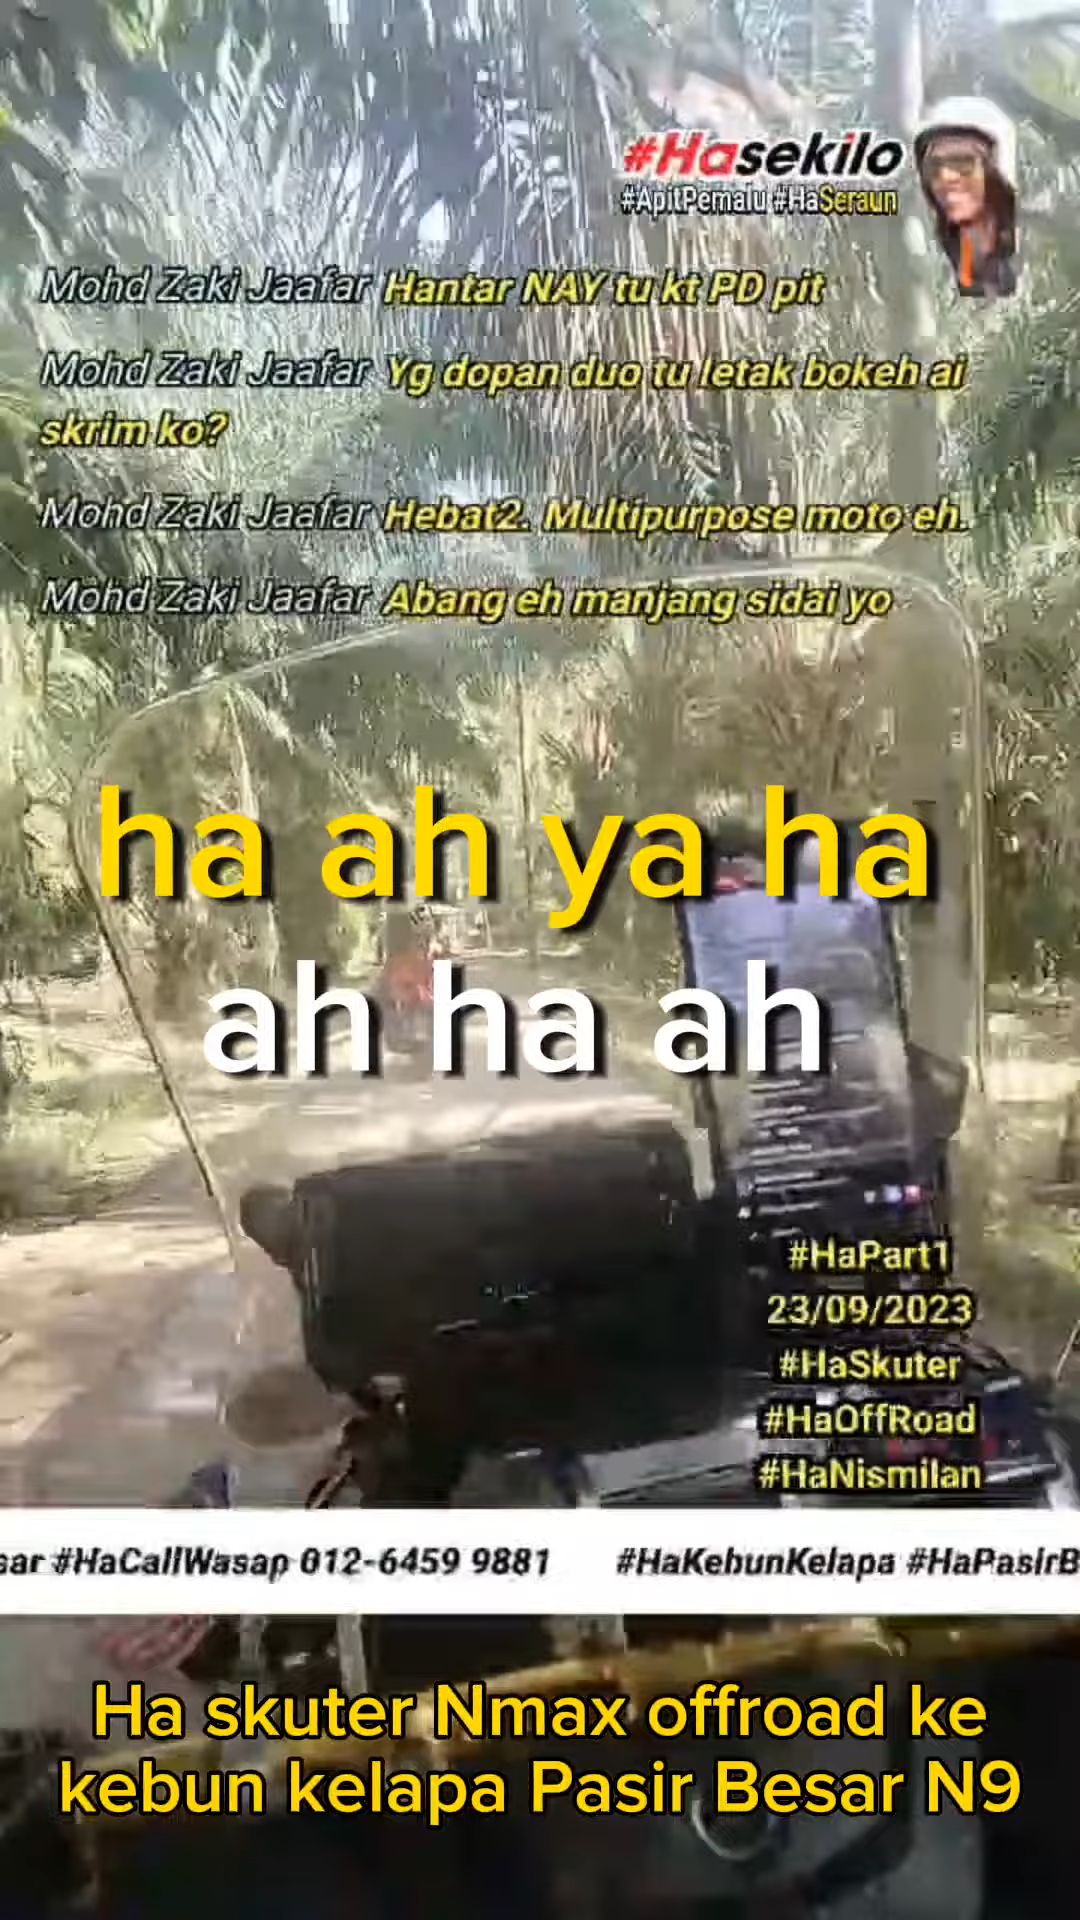 #Hasekilo
#ApitPemalu #HaSeraun
Mohd Zaki Jaafar Hantar NAY tu kt PD pit
Mohd Zaki Jaafar Yg dopan duo tu letak bokeh ai
skrim ko?
Mohd Zaki Jaafar Hebat2. Multipurpose moto eh.
Mohd Zaki Jaafar Abang eh manjang sidai yo
ha ah ya ha
ah ha ah
#HaPart1
23/09/2023
#HaSkuter
#HaOffRoad
#HaNismilan
sar #HaCallWasap 012-6459 9881 #HaKebunKelapa #HaPasirB
Ha skuter Nmax offroad ke
kebun kelapa Pasir Besar N9